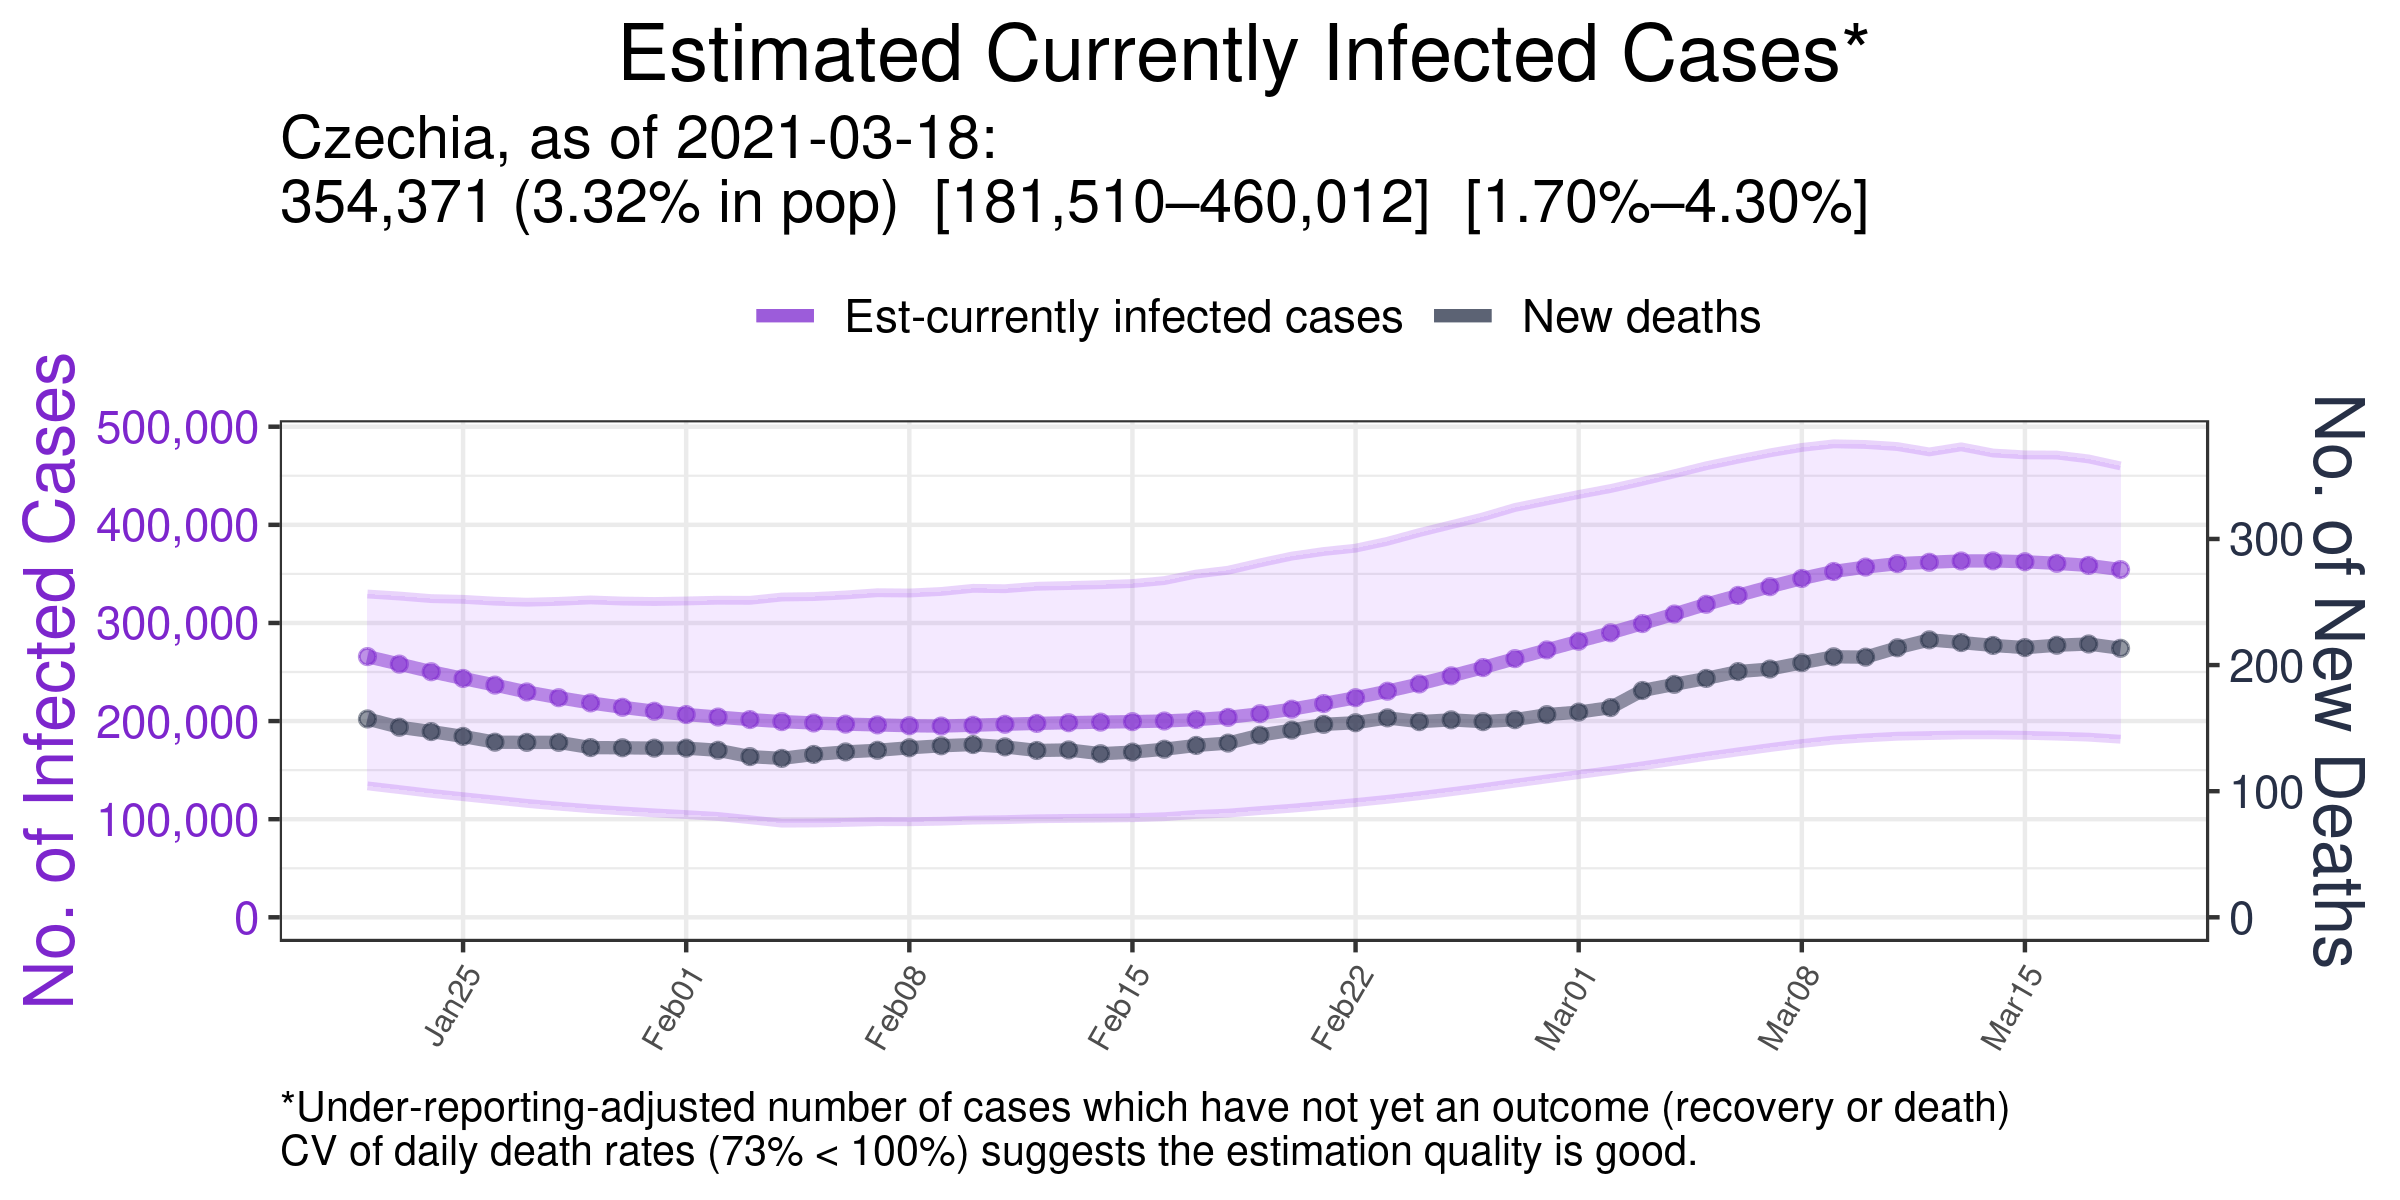 Estimated Currently Infected Cases*
Czechia, as of 2021-03-18:
354,371 (3.32% in pop)  [181,510–460,012]  [1.70%–4.30%]
Est-currently infected cases
New deaths
No. of Infected Cases
500,000
400,000
300,000
200,000
100,000
0
No. of New Deaths
300
200
100
0
Jan25
Feb01
Feb08
Feb15
Feb22
Mar01
Mar08
Mar15
*Under-reporting-adjusted number of cases which have not yet an outcome (recovery or death)
CV of daily death rates (73% < 100%) suggests the estimation quality is good.